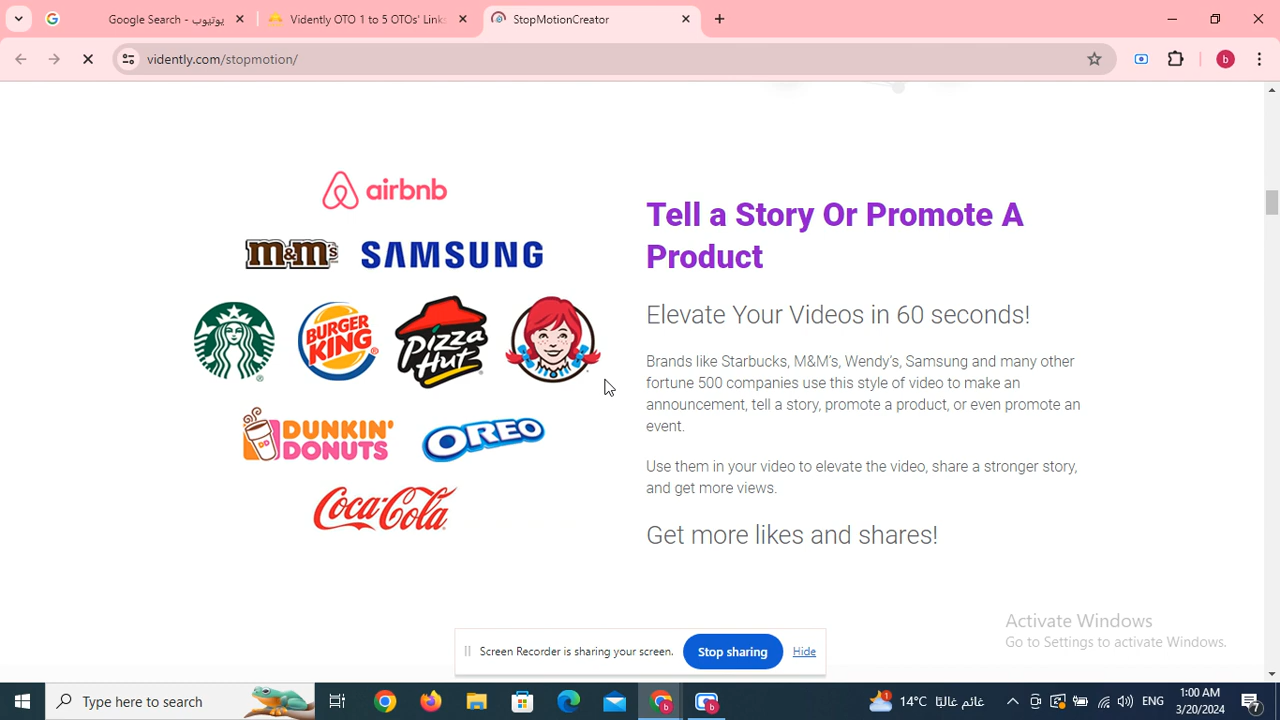 Google Search - يوتيوب
Vidently OTO 1 to 5 OTOs' Links
StopMotionCreator
vidently.com/stopmotion/
b
airbnb
m&m's SAMSUNG
BURGER KING
Pizza Hut
DUNKIN' DONUTS
DD
OREO
Coca-Cola
Tell a Story Or Promote A
Product
Elevate Your Videos in 60 seconds!
Brands like Starbucks, M&M's, Wendy's, Samsung and many other
fortune 500 companies use this style of video to make an
announcement, tell a story, promote a product, or even promote an
event.
Use them in your video to elevate the video, share a stronger story,
and get more views.
Get more likes and shares!
Activate Windows
Go to Settings to activate Windows.
Screen Recorder is sharing your screen.
Stop sharing
Hide
Type here to search
14°C غائم غالبًا
ENG
1:00 AM
3/20/2024
7